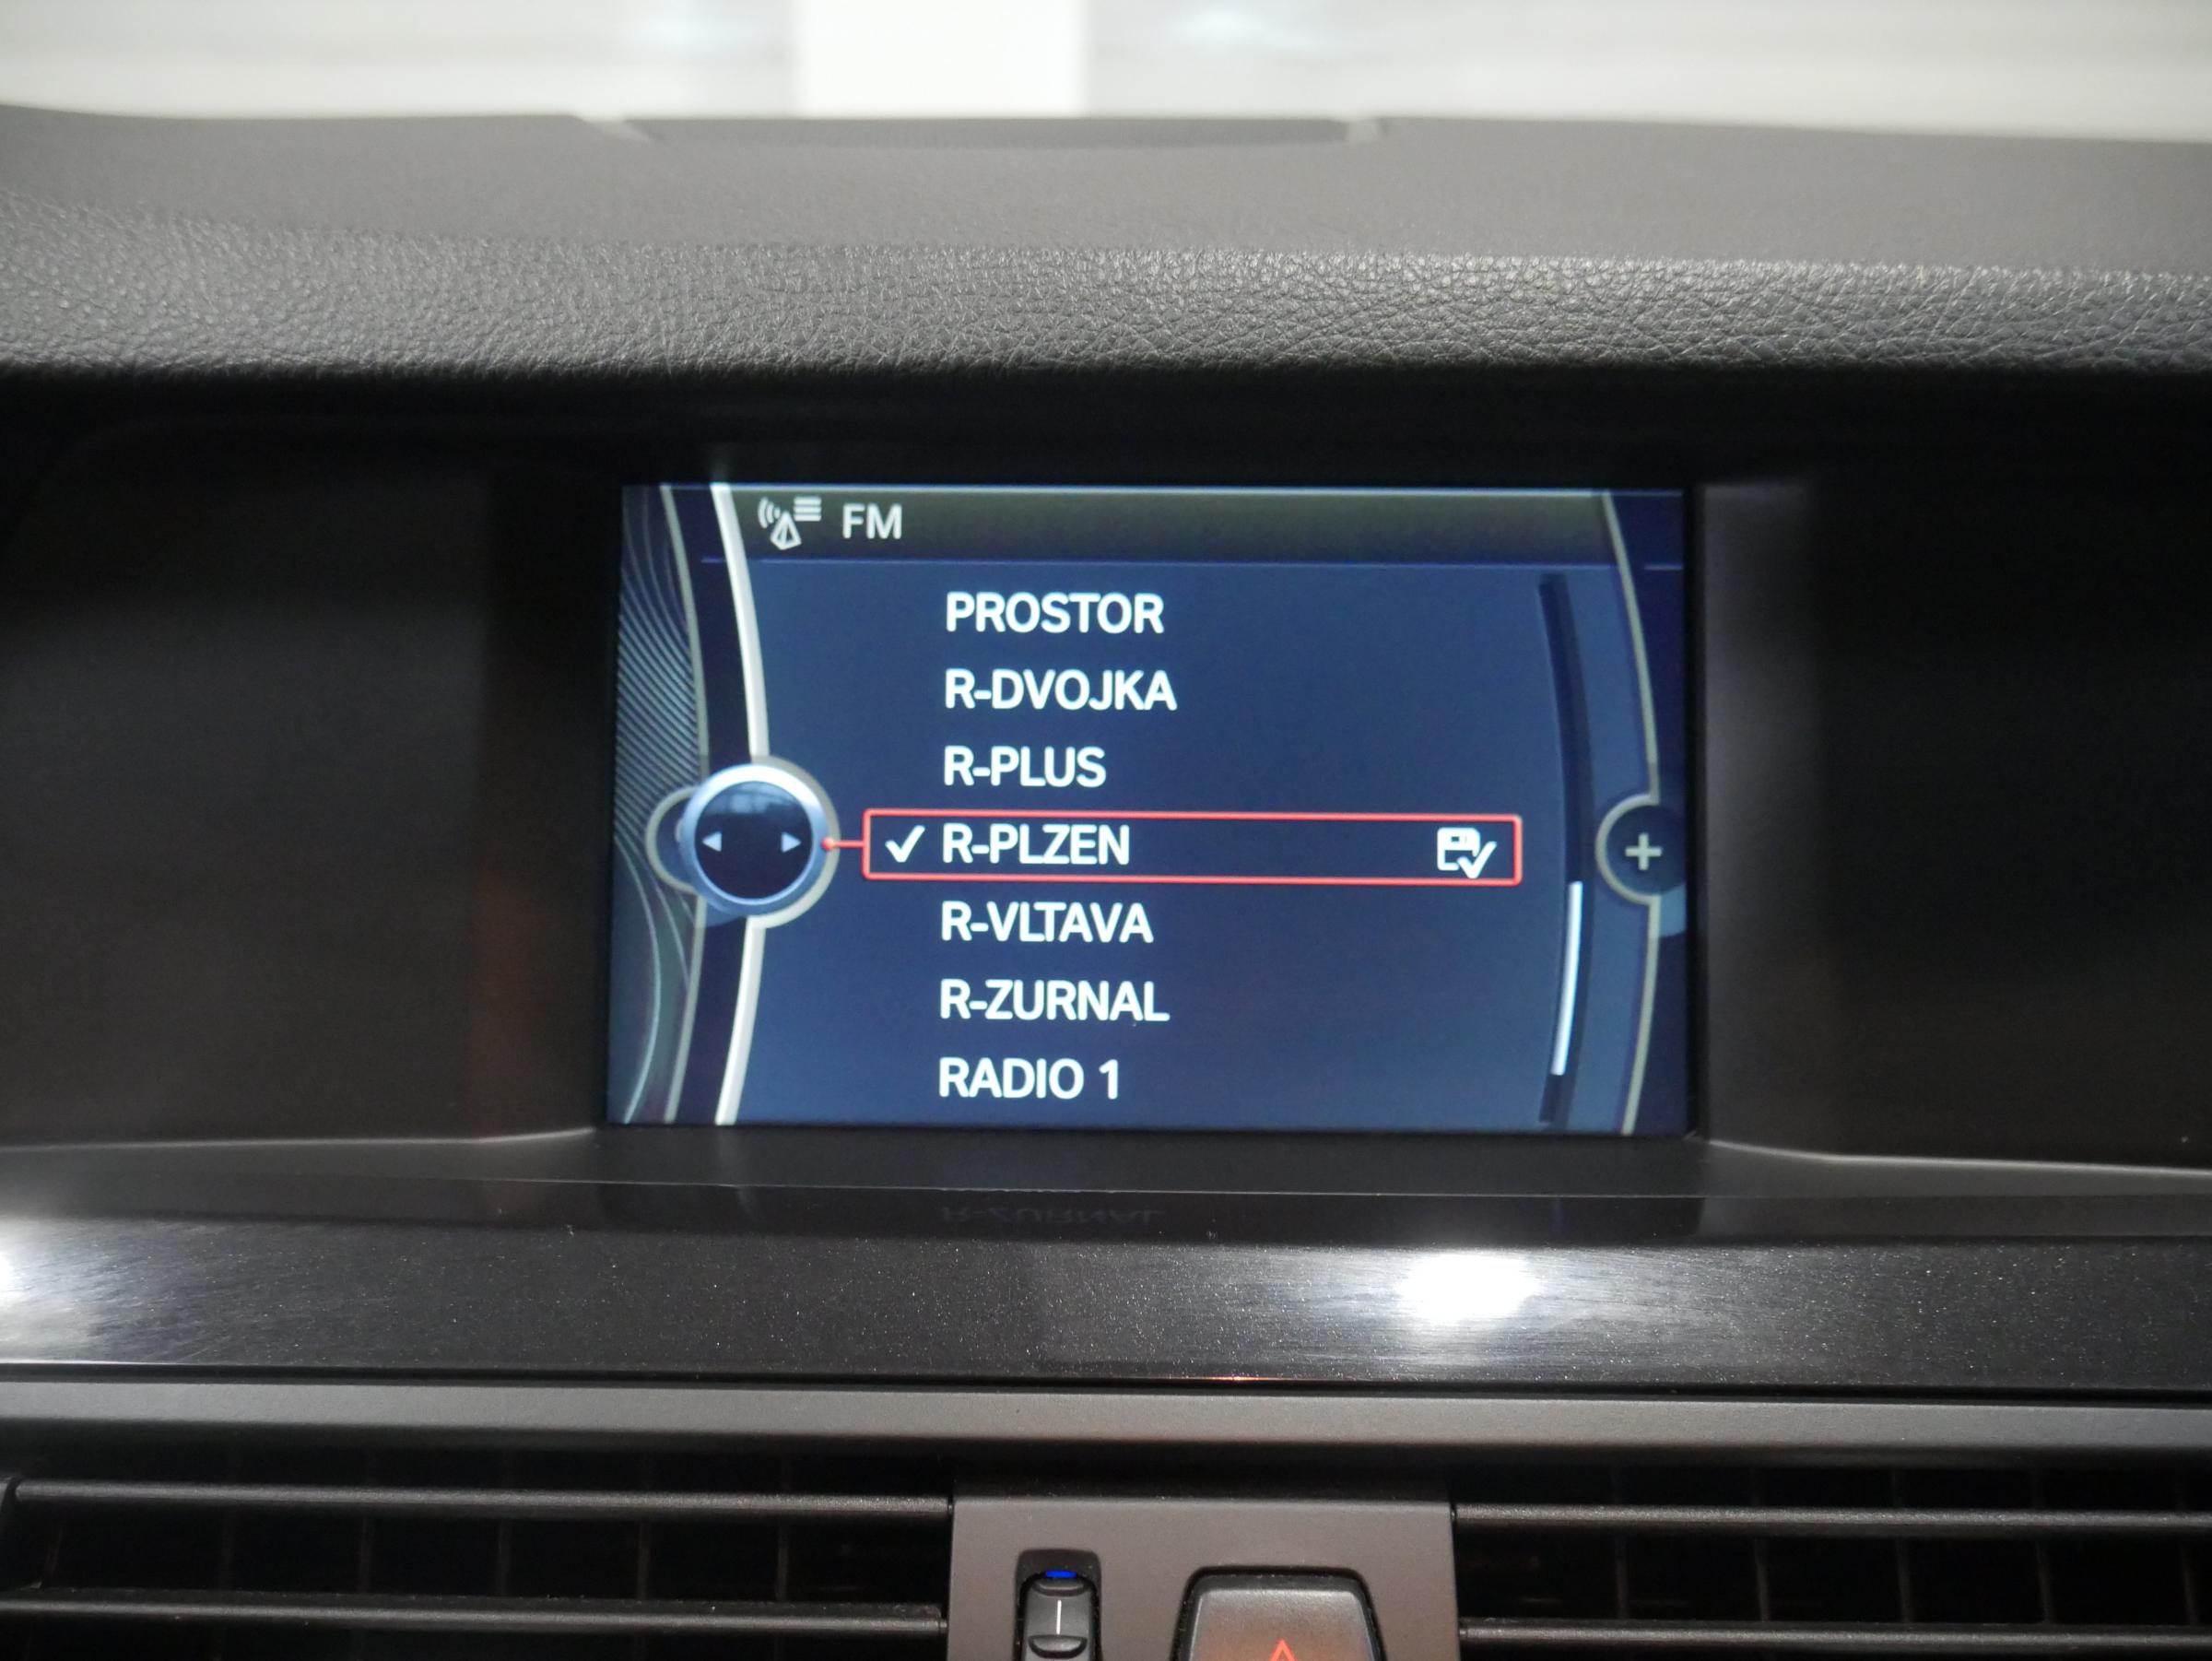 FM
PROSTOR
R-DVOJKA
R-PLUS
R-PLZEN
R-VLTAVA
R-ZURNAL
RADIO 1